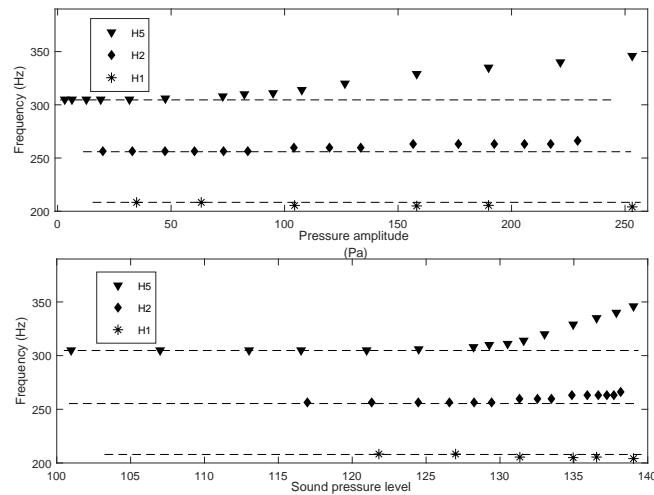 350
300
250
200
Frequency (Hz)
H5
H2
H1
0 50 100 150 200 250
Pressure amplitude
(Pa)
350
300
250
200
Frequency (Hz)
H5
H2
H1
100 105 110 115 120 125 130 135 140
Sound pressure level